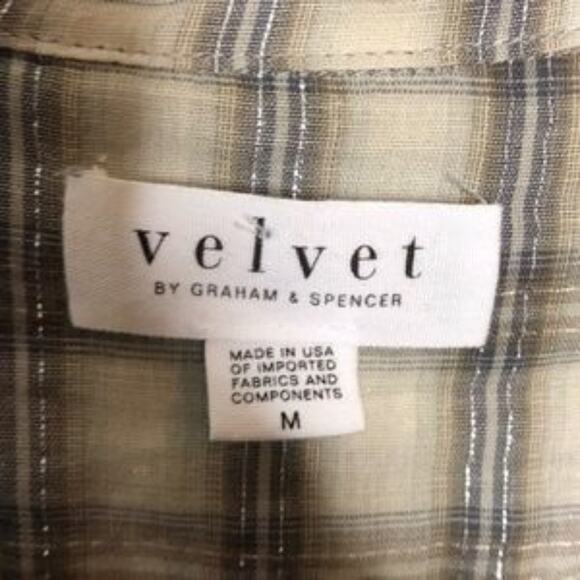 velvet
BY GRAHAM & SPENCER
MADE IN USA
OF IMPORTED
FABRICS AND
COMPONENTS
M